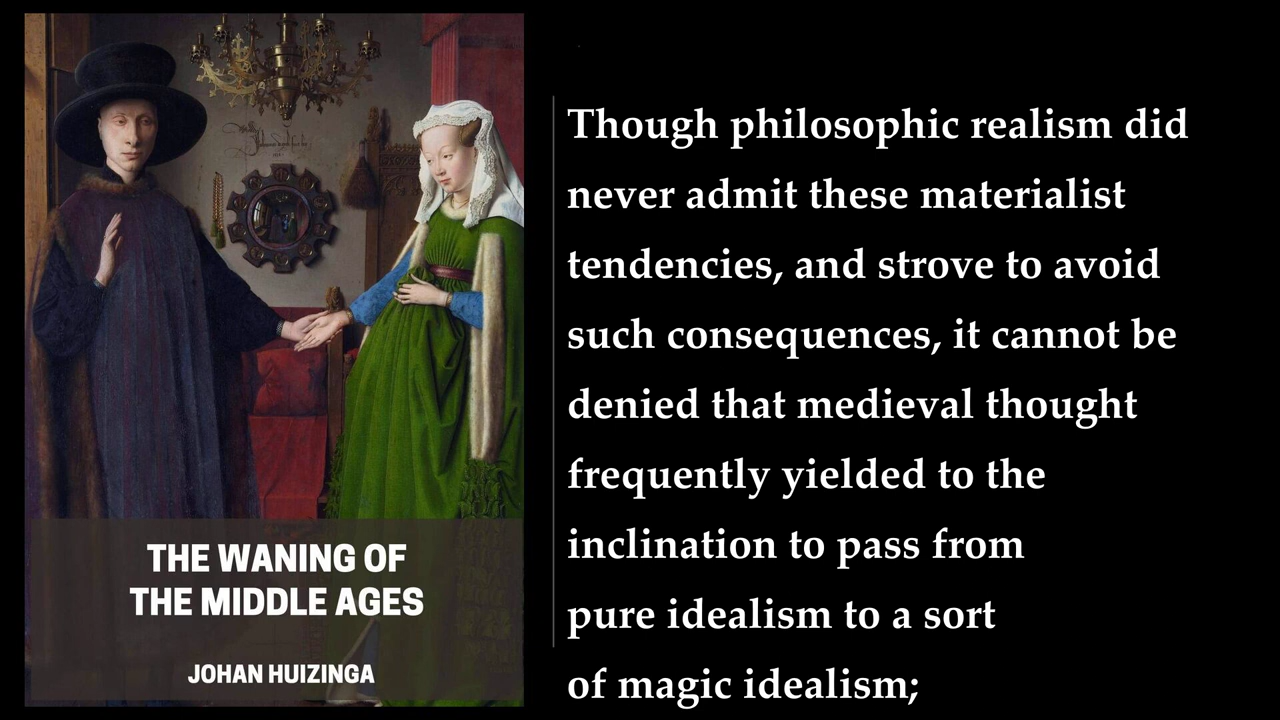 THE WANING OF
THE MIDDLE AGES
JOHAN HUIZINGA
Though philosophic realism did
never admit these materialist
tendencies, and strove to avoid
such consequences, it cannot be
denied that medieval thought
frequently yielded to the
inclination to pass from
pure idealism to a sort
of magic idealism;